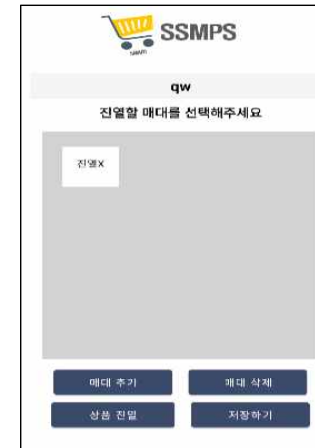 SSMPS
SMART
qw
진열할 매대를 선택해주세요
진열X
매대 추가
매대 삭제
상품 진열
저장하기